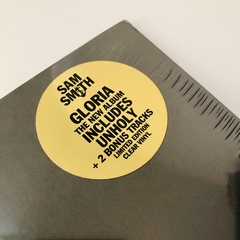 SAM
SMITH
GLORIA
THE NEW ALBUM
INCLUDES
UNHOLY
+ 2 BONUS TRACKS
LIMITED EDITION
CLEAR VINYL